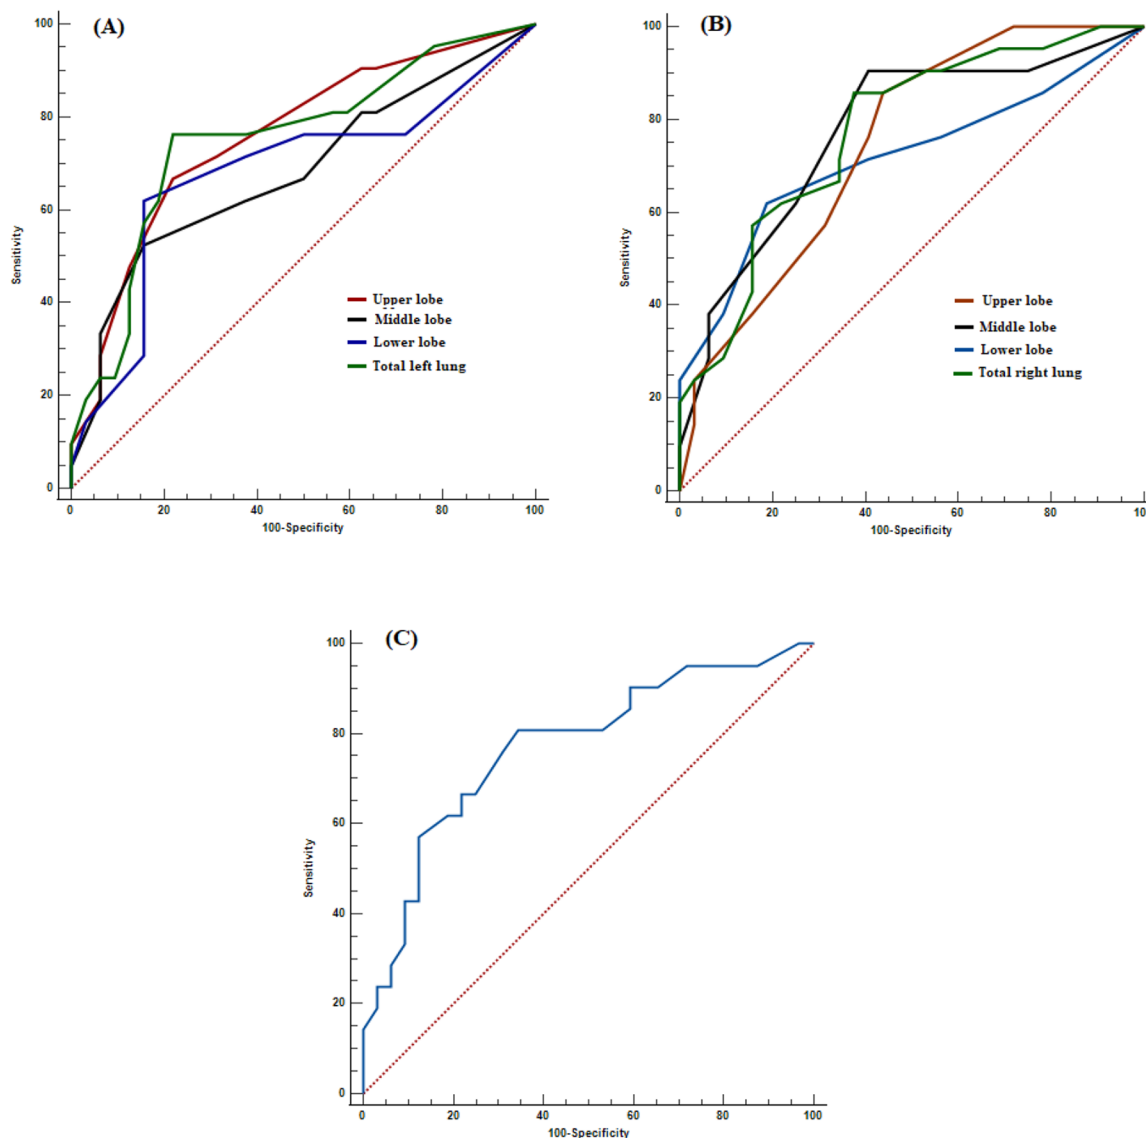 (A)
100
80
60
40
20
0
Sensitivity
Upper lobe
Middle lobe
Lower lobe
Total left lung
0 20 40 60 80 100
100-Specificity
(B)
100
80
60
40
20
0
Sensitivity
Upper lobe
Middle lobe
Lower lobe
Total right lung
0 20 40 60 80 10
100-Specificity
(C)
100
80
60
40
20
0
Sensitivity
0 20 40 60 80 100
100-Specificity